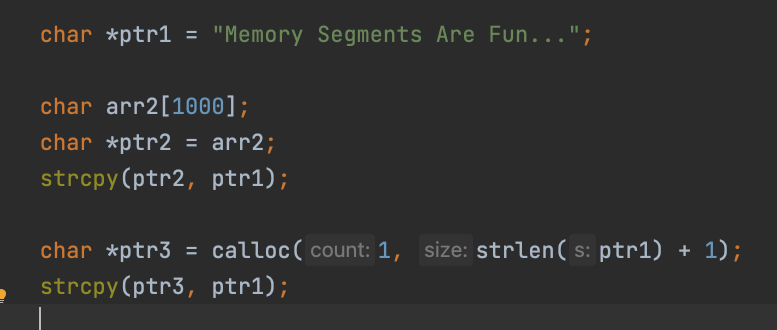 char *ptr1 = "Memory Segments Are Fun...";
char arr2[1000];
char *ptr2 = arr2;
strcpy(ptr2, ptr1);
char *ptr3 = calloc( count: 1, size: strlen( s: ptr1) + 1);
strcpy(ptr3, ptr1);